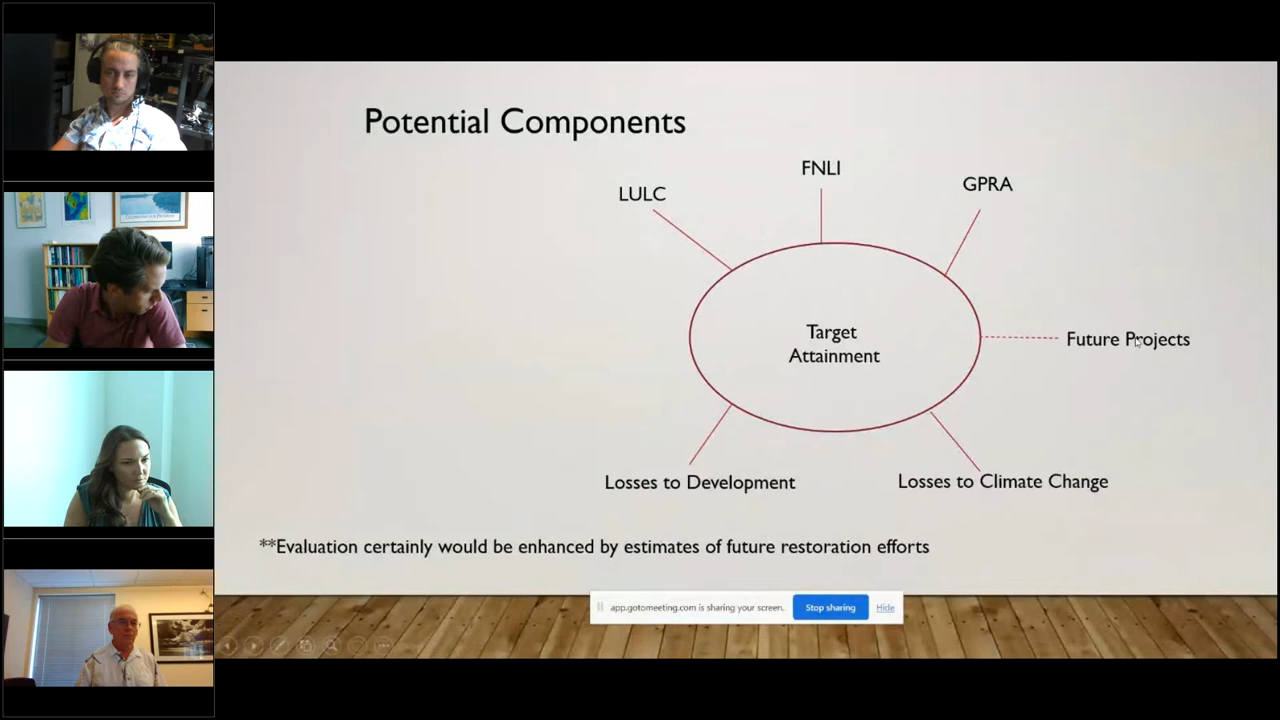 Potential Components
FNLI
LULC
GPRA
Target
Attainment
Future Projects
Losses to Development
Losses to Climate Change
**Evaluation certainly would be enhanced by estimates of future restoration efforts
app.gotomeeting.com is sharing your screen.
Stop sharing
Hide